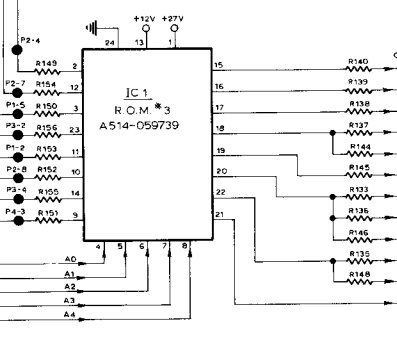 +12V +27V
P2-4
24 13 1
R149 2 15 R140
P2-7 R154 12 IC 1 16 R139
P1-5 R150 3 R.O.M. #3 17 R138
P3-2 R156 23 A514-059739 18 R137
R144
P1-2 R153 11 19 R145
P2-8 R152 10 20 R133
P3-4 R155 14 22 R136
P4-3 R151 9 21 R146
4 5 6 7 8 R135
A0
A1 R148
A2
A3
A4